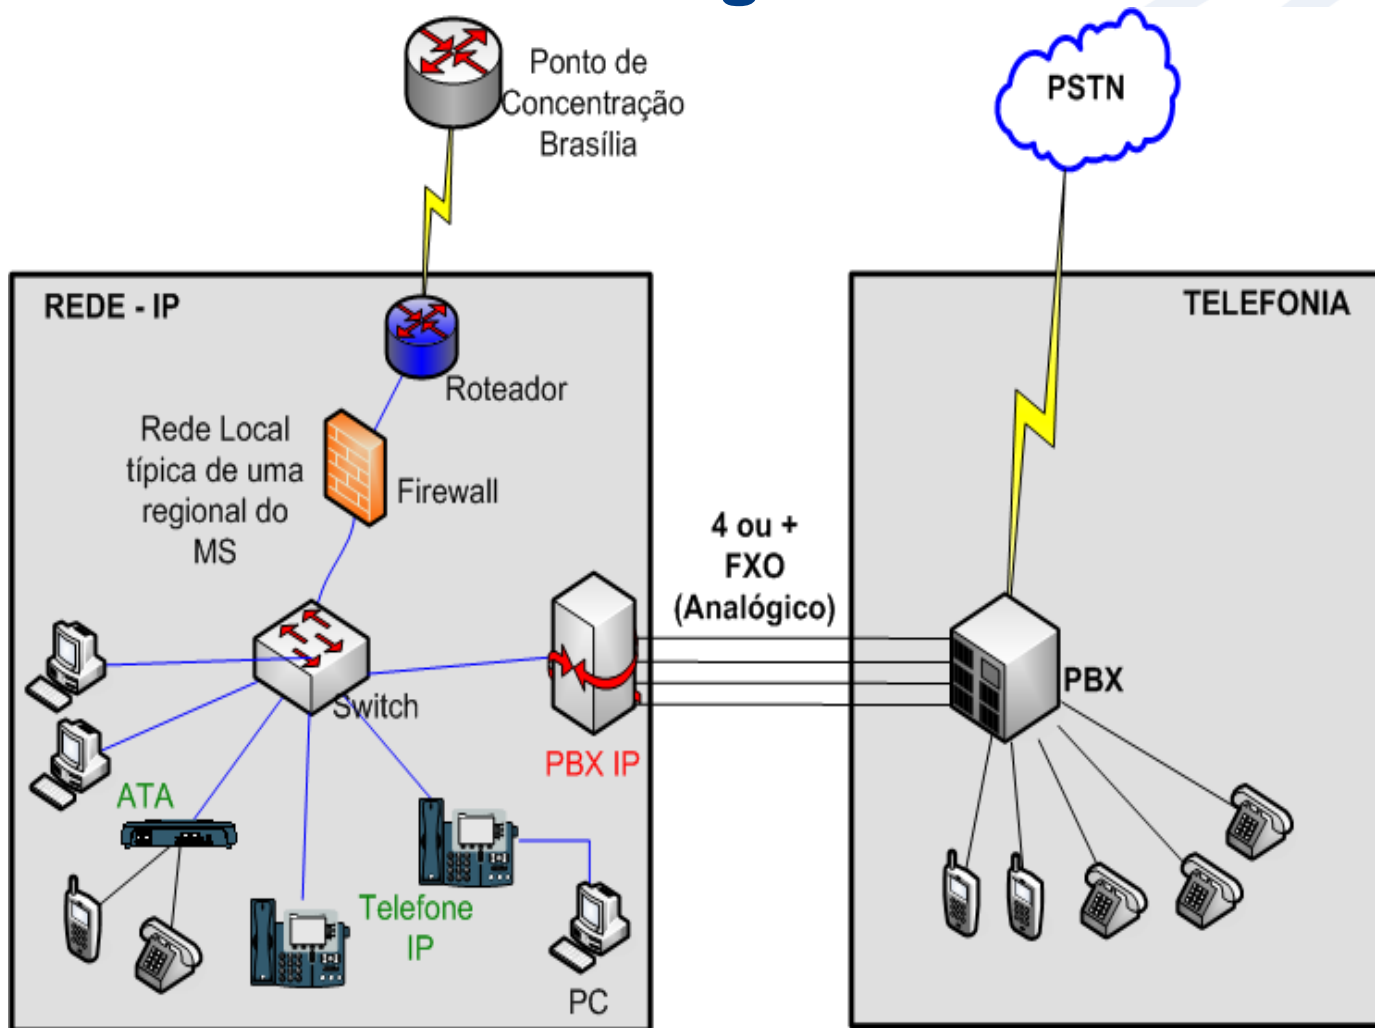 Ponto de
Concentração
Brasília
PSTN
REDE - IP
TELEFONIA
Roteador
Rede Local
típica de uma
regional do
MS
Firewall
4 ou +
FXO
(Analógico)
Switch
PBX IP
PBX
ATA
Telefone
IP
PC